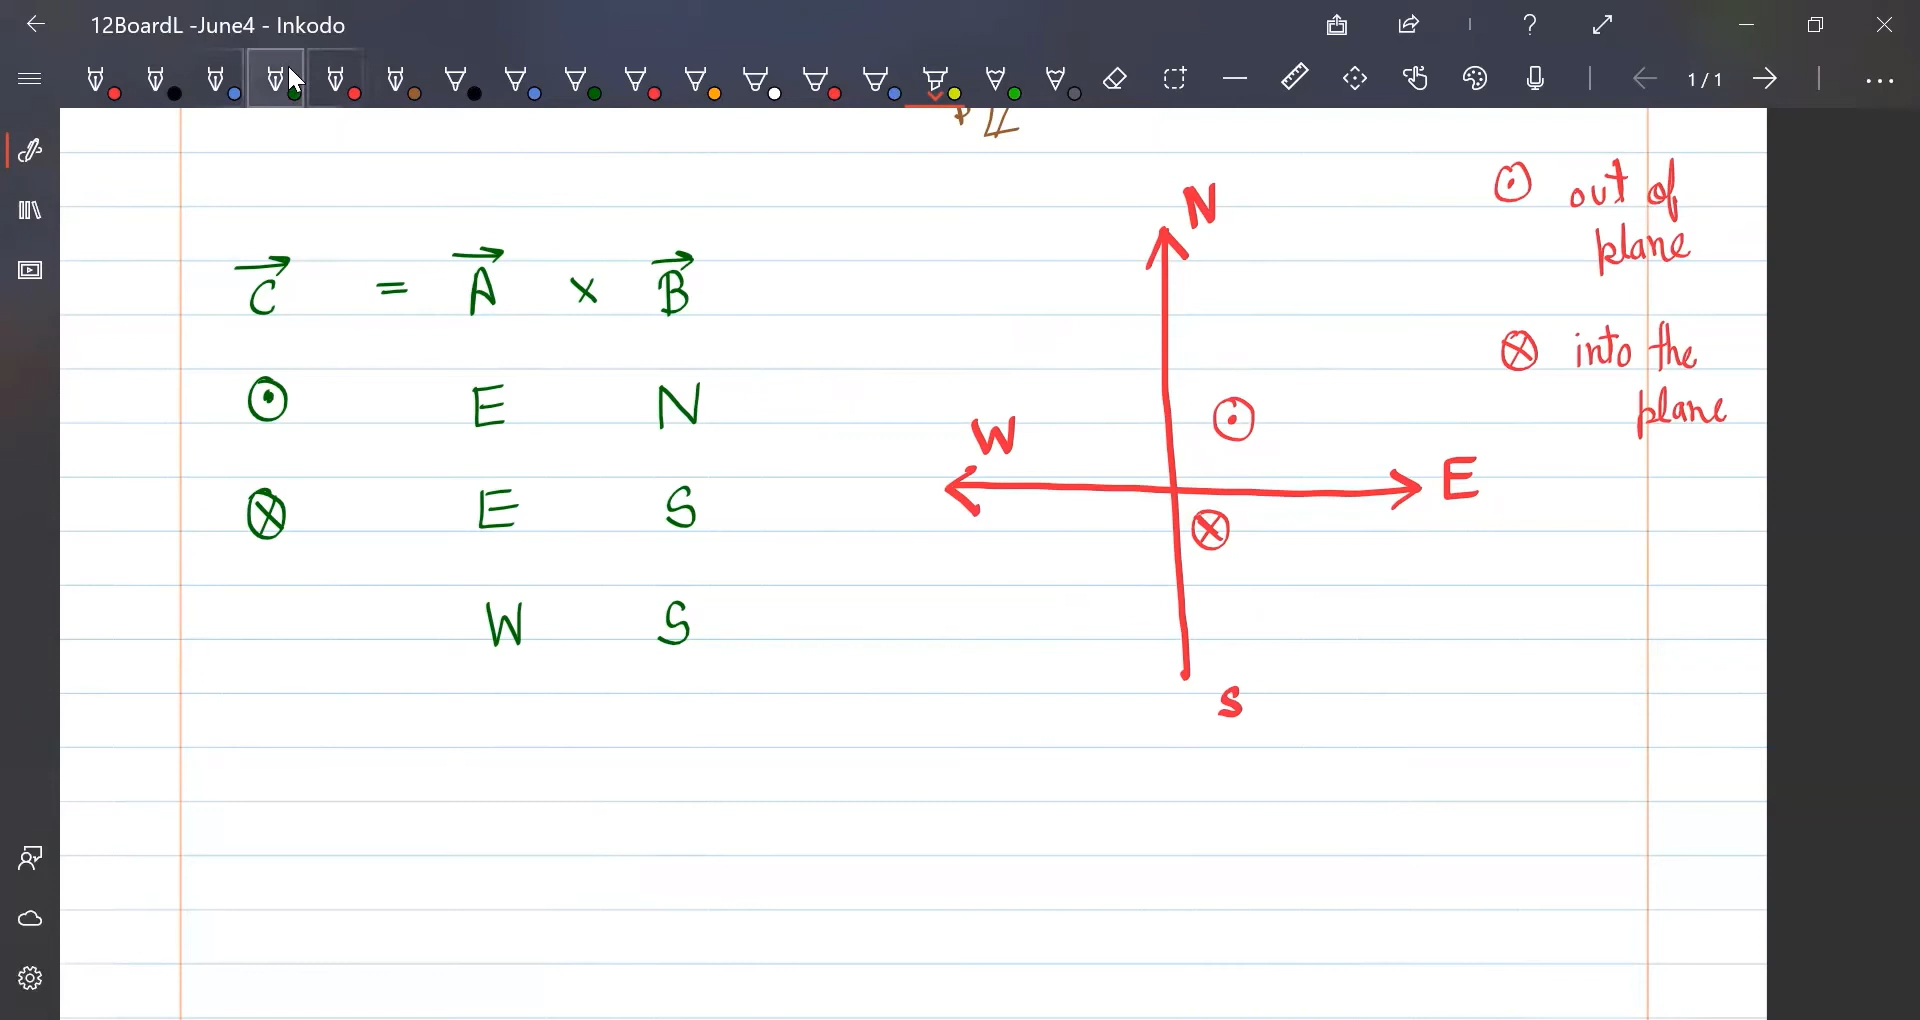 12BoardL -June4 - Inkodo
1 / 1
C = A × B
⊙ E N
⊗ E S
W S
N
W
E
S
⊙
⊗
⊙ out of
plane
⊗ into the
plane